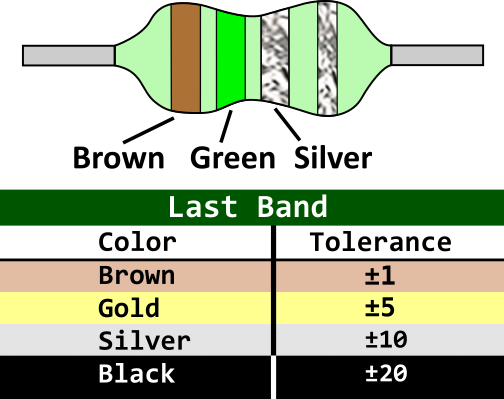 Brown Green Silver
Last Band
Color Tolerance
Brown ±1
Gold ±5
Silver ±10
Black ±20